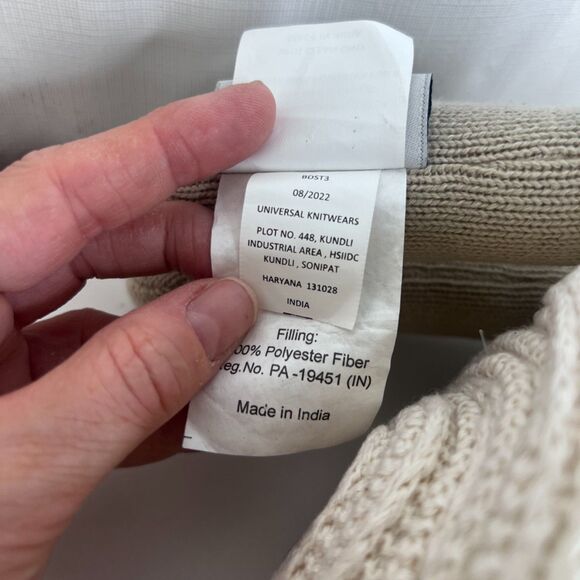 BDST3
08/2022
UNIVERSAL KNITWEARS
PLOT NO. 448, KUNDLI
INDUSTRIAL AREA , HSIIDC
KUNDLI , SONIPAT
HARYANA 131028
INDIA
Filling:
00% Polyester Fiber
eg.No. PA -19451 (IN)
Made in India